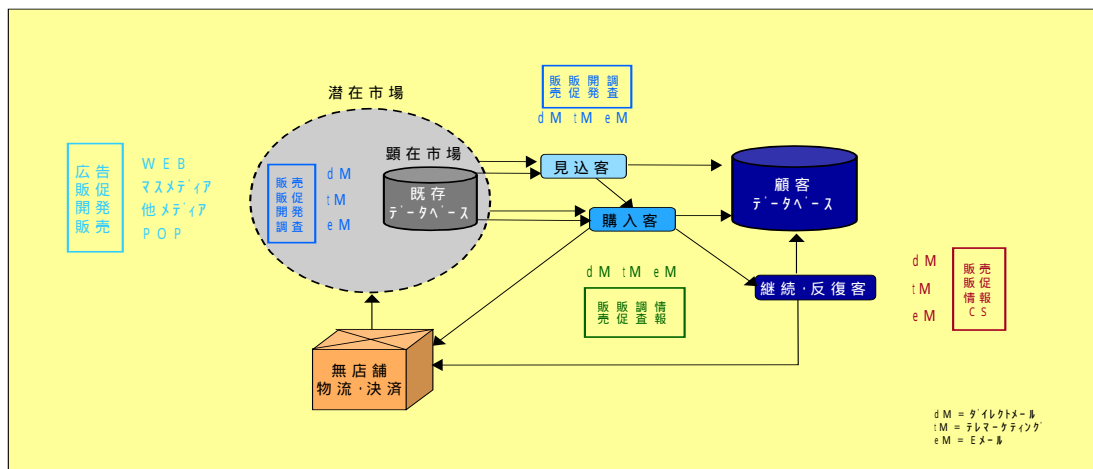 潜在市場
顕在市場
既存
データベース
広告
販促
開発
販売
WEB
マスメディア
他メディア
POP
販売
販促
開発
調査
dM
tM
eM
販売
販促
開発
調査
dM tM eM
見込客
購入客
顧客
データベース
継続・反復客
dM tM eM
販売
販促
調査
情報
dM
tM
eM
販売
販促
情報
CS
無店舗
物流・決済
dM = ダイレクトメール
tM = テレマーケティング
eM = Eメール